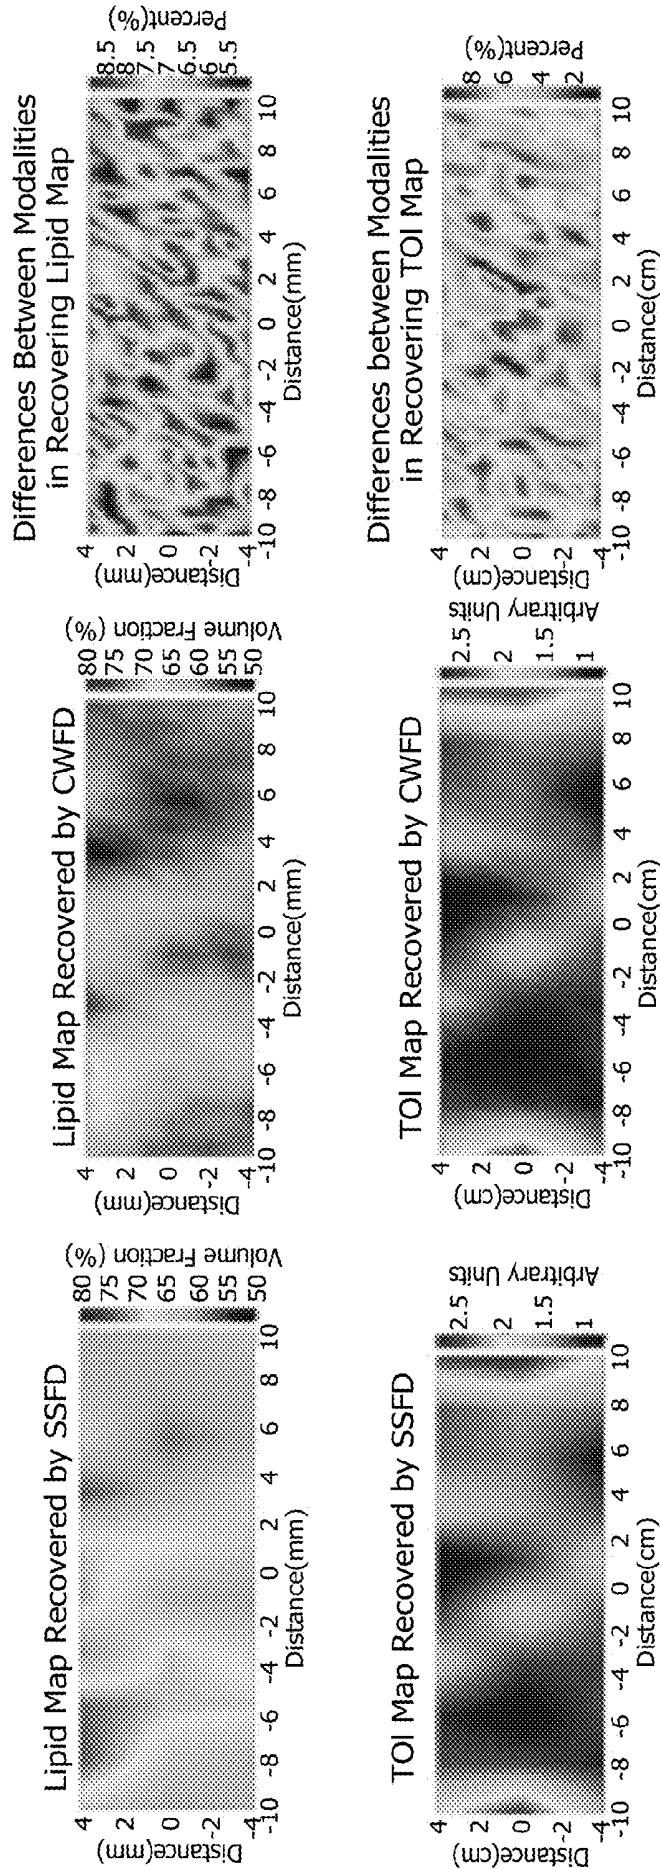 Lipid Map Recovered by SSFD
4
2
0
-2
-4
Distance(mm)
-10 -8 -6 -4 -2 0 2 4 6 8 10
Distance(mm)
80
75
70
65
60
55
50
Volume Fraction (%)
Lipid Map Recovered by CWFD
4
2
0
-2
-4
Distance(mm)
-10 -8 -6 -4 -2 0 2 4 6 8 10
Distance(mm)
80
75
70
65
60
55
50
Volume Fraction (%)
Differences Between Modalities
in Recovering Lipid Map
4
2
0
-2
-4
Distance(mm)
-10 -8 -6 -4 -2 0 2 4 6 8 10
Distance(mm)
8.5
8
7.5
7
6.5
6
5.5
Percent(%)
TOI Map Recovered by SSFD
4
2
0
-2
-4
Distance(cm)
-10 -8 -6 -4 -2 0 2 4 6 8 10
Distance(cm)
2.5
2
1.5
1
Arbitrary Units
TOI Map Recovered by CWFD
4
2
0
-2
-4
Distance(cm)
-10 -8 -6 -4 -2 0 2 4 6 8 10
Distance(cm)
2.5
2
1.5
1
Arbitrary Units
Differences between Modalities
in Recovering TOI Map
4
2
0
-2
-4
Distance(cm)
-10 -8 -6 -4 -2 0 2 4 6 8 10
Distance(cm)
8
6
4
2
Percent(%)